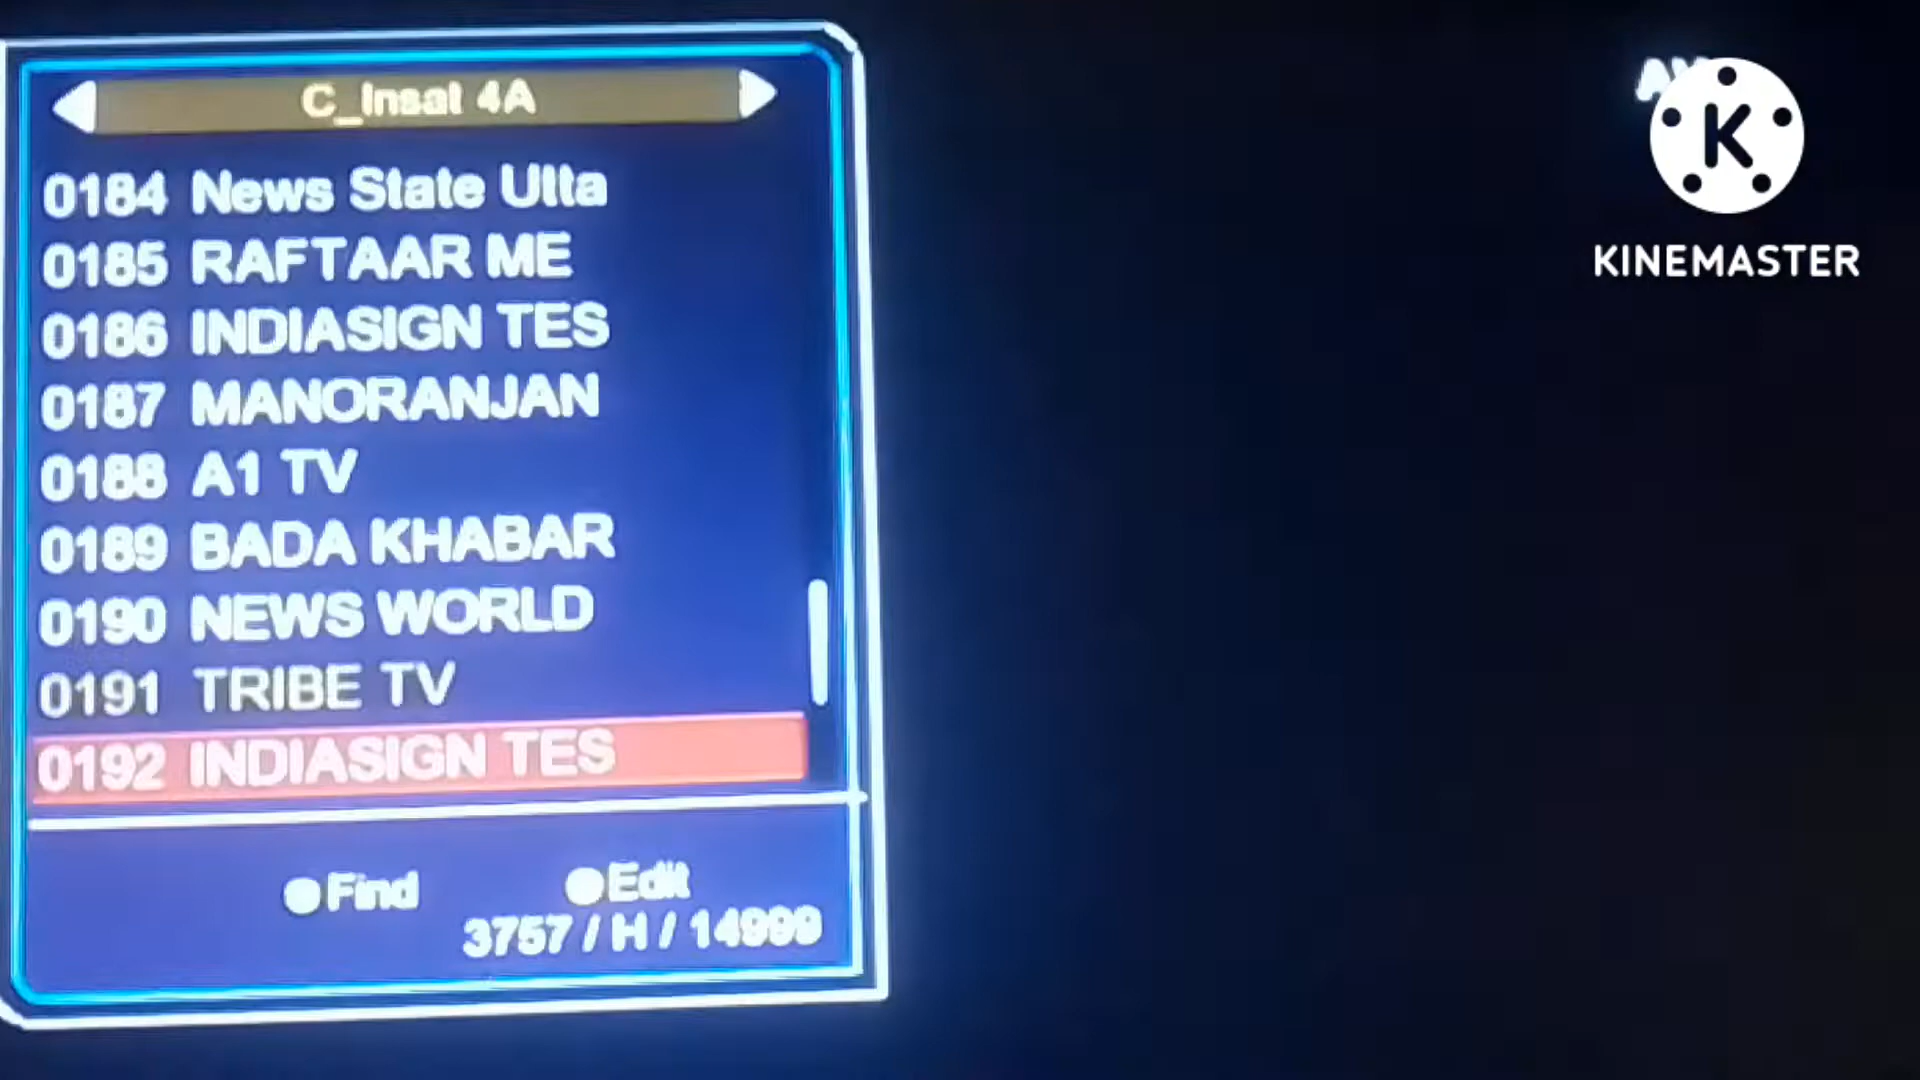 C_Insat 4A
0184 News State Utta
0185 RAFTAAR ME
0186 INDIASIGN TES
0187 MANORANJAN
0188 A1 TV
0189 BADA KHABAR
0190 NEWS WORLD
0191 TRIBE TV
0192 INDIASIGN TES
Find Edit
3757 / H / 14999
K
KINEMASTER